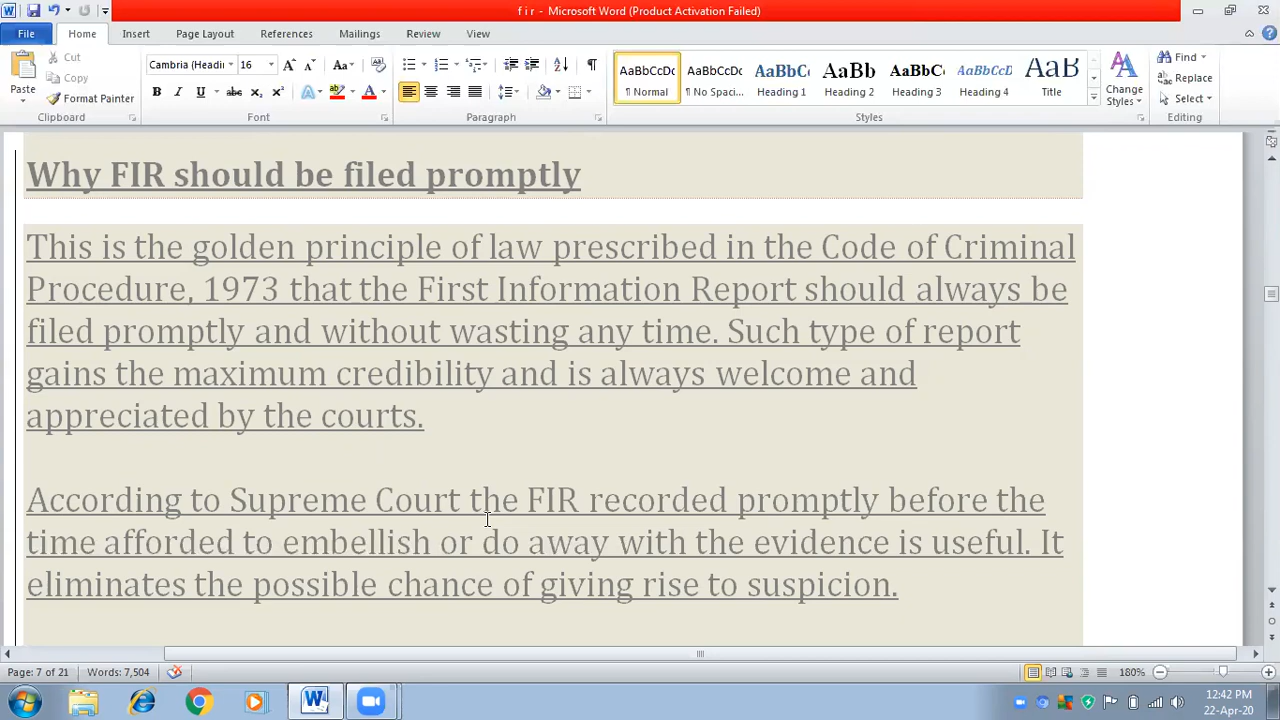 f i r - Microsoft Word (Product Activation Failed)
File Home Insert Page Layout References Mailings Review View
Paste
Cut
Copy
Format Painter
Clipboard
Cambria (Headi 16
Font
Paragraph
AaBbCcDc AaBbCcDc AaBbC AaBb AaBbC AaBbCc AaB
¶ Normal ¶ No Spaci... Heading 1 Heading 2 Heading 3 Heading 4 Title
Change Styles
Styles
Find
Replace
Select
Editing
Why FIR should be filed promptly
This is the golden principle of law prescribed in the Code of Criminal
Procedure, 1973 that the First Information Report should always be
filed promptly and without wasting any time. Such type of report
gains the maximum credibility and is always welcome and
appreciated by the courts.
According to Supreme Court the FIR recorded promptly before the
time afforded to embellish or do away with the evidence is useful. It
eliminates the possible chance of giving rise to suspicion.
Page: 7 of 21 Words: 7,504 180%
12:42 PM
22-Apr-20